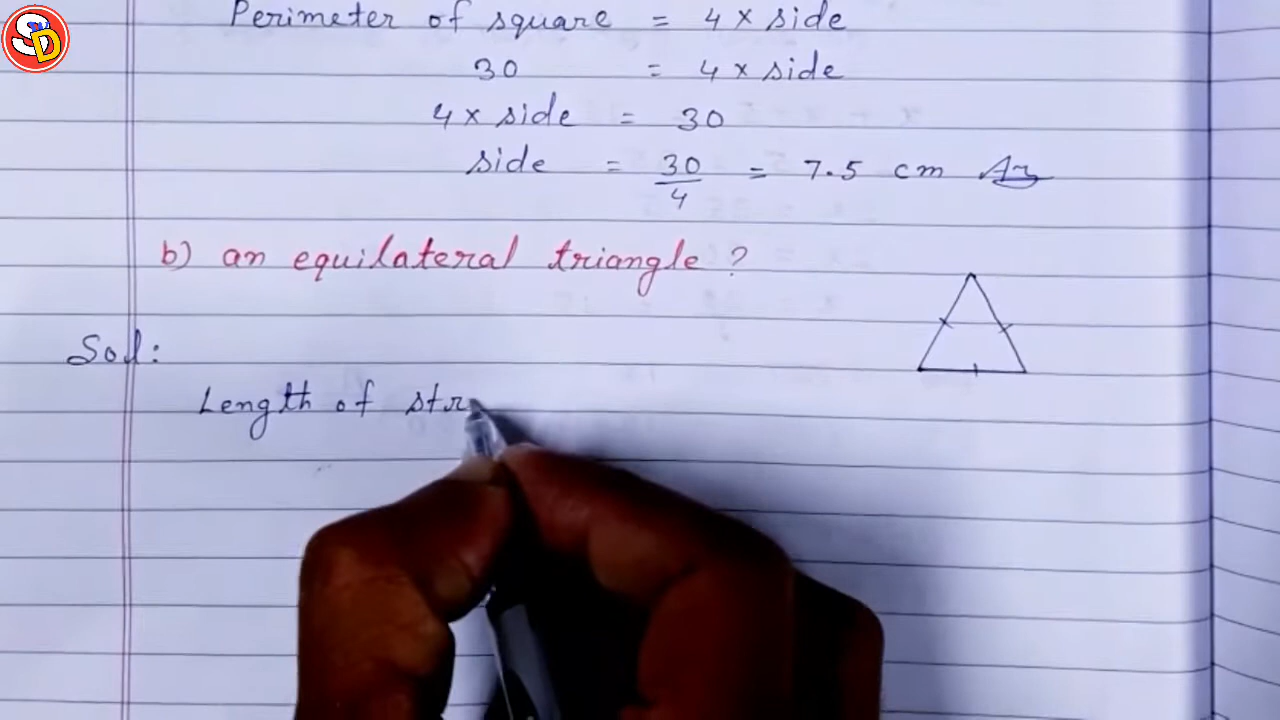 SD
Perimeter of square = 4 × side
30 = 4 × side
4 × side = 30
side = 30/4 = 7.5 cm Ans
b) an equilateral triangle?
Sol:
Length of str